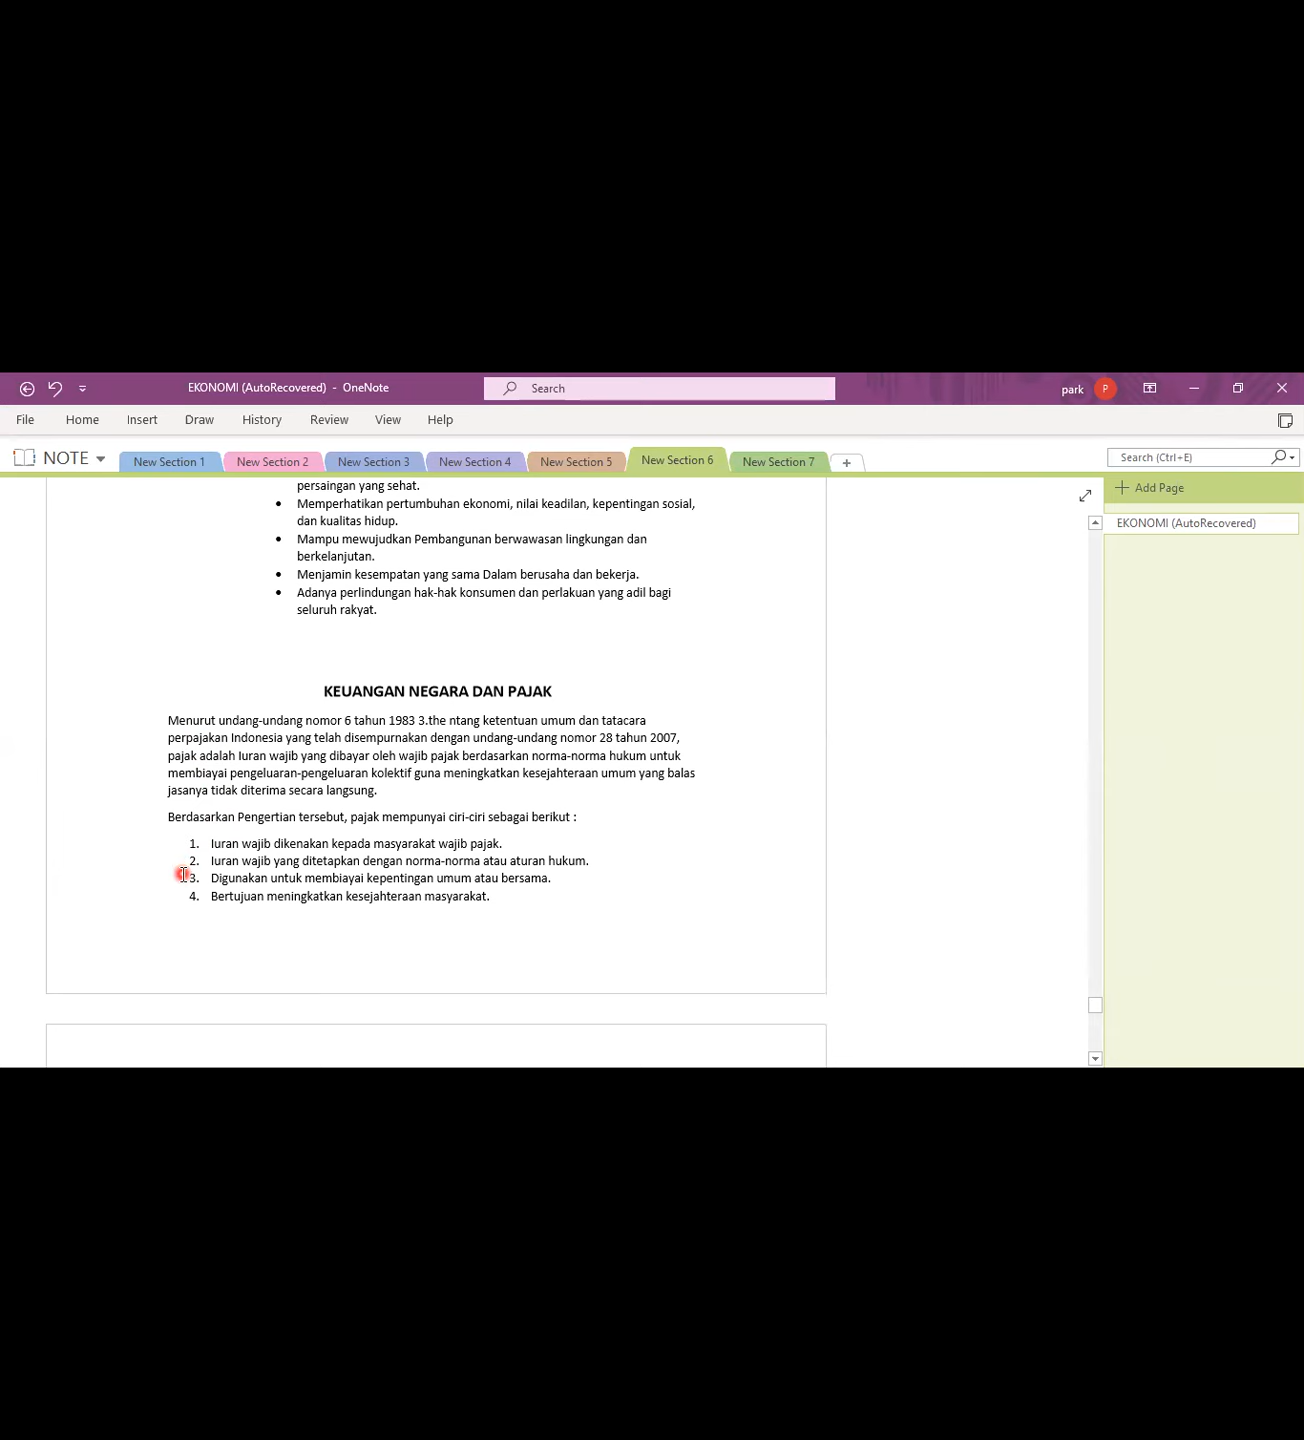 EKONOMI (AutoRecovered) - OneNote
Search
park
P
File Home Insert Draw History Review View Help
NOTE
New Section 1 New Section 2 New Section 3 New Section 4 New Section 5 New Section 6 New Section 7
Search (Ctrl+E)
Add Page
EKONOMI (AutoRecovered)
persaingan yang sehat.
• Memperhatikan pertumbuhan ekonomi, nilai keadilan, kepentingan sosial,
dan kualitas hidup.
• Mampu mewujudkan Pembangunan berwawasan lingkungan dan
berkelanjutan.
• Menjamin kesempatan yang sama Dalam berusaha dan bekerja.
• Adanya perlindungan hak-hak konsumen dan perlakuan yang adil bagi
seluruh rakyat.
KEUANGAN NEGARA DAN PAJAK
Menurut undang-undang nomor 6 tahun 1983 3.the ntang ketentuan umum dan tatacara
perpajakan Indonesia yang telah disempurnakan dengan undang-undang nomor 28 tahun 2007,
pajak adalah Iuran wajib yang dibayar oleh wajib pajak berdasarkan norma-norma hukum untuk
membiayai pengeluaran-pengeluaran kolektif guna meningkatkan kesejahteraan umum yang balas
jasanya tidak diterima secara langsung.
Berdasarkan Pengertian tersebut, pajak mempunyai ciri-ciri sebagai berikut :
1. Iuran wajib dikenakan kepada masyarakat wajib pajak.
2. Iuran wajib yang ditetapkan dengan norma-norma atau aturan hukum.
3. Digunakan untuk membiayai kepentingan umum atau bersama.
4. Bertujuan meningkatkan kesejahteraan masyarakat.